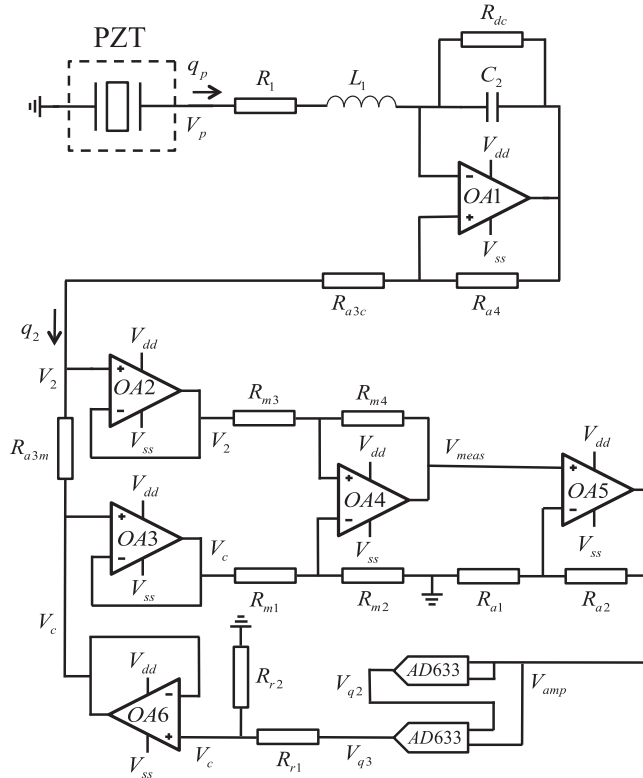 PZT
q_p
V_p
R_1
L_1
R_dc
C_2
V_dd
- OA1 +
V_ss
R_a3c
R_a4
q_2
V_2
R_a3m
V_dd
+ OA2 -
V_ss
V_2
R_m3
R_m4
V_meas
V_dd
OA4 -
V_ss
V_dd
+ OA5 -
V_ss
V_dd
+ OA3 -
V_ss
V_c
R_m1
R_m2
R_a1
R_a2
V_c
V_dd
- OA6 +
V_ss
V_c
R_r2
R_r1
V_q2
V_q3
AD633
AD633
V_amp